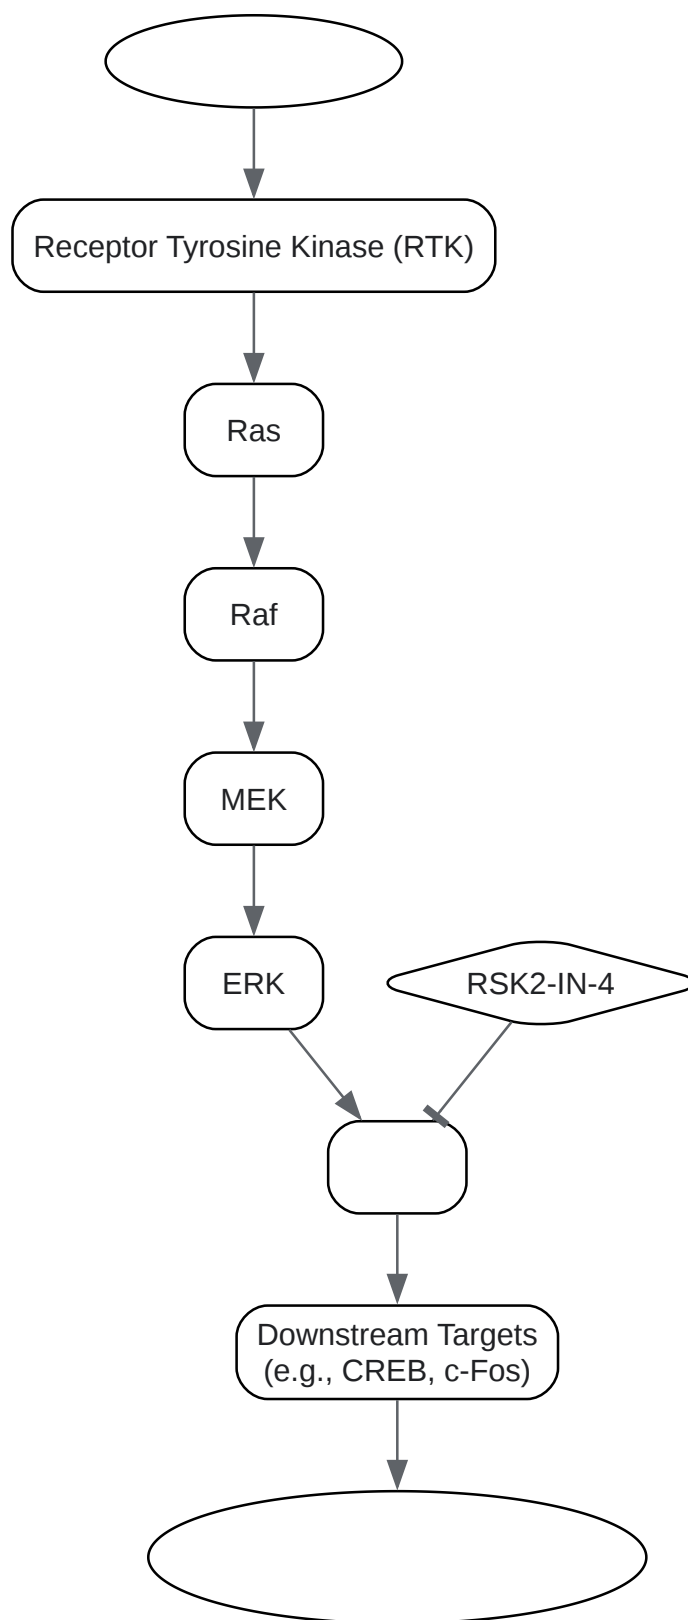 Receptor Tyrosine Kinase (RTK)
Ras
Raf
MEK
ERK
RSK2-IN-4
Downstream Targets
(e.g., CREB, c-Fos)